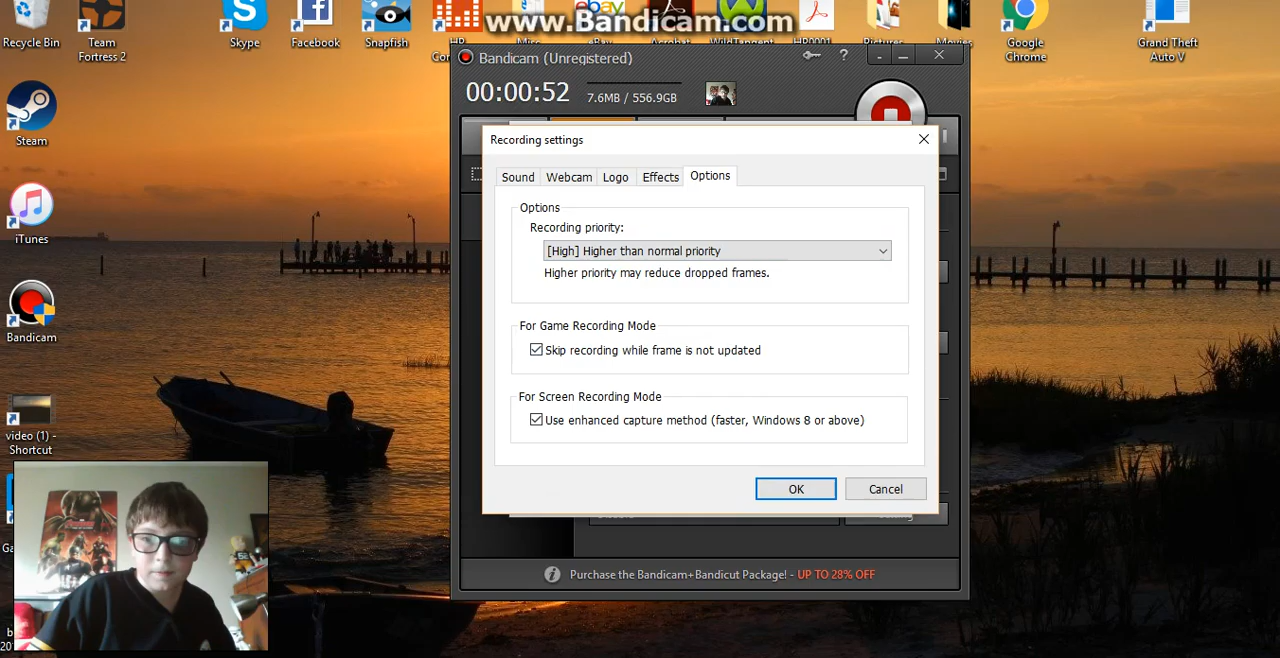 www.Bandicam.com
Recycle Bin
Team
Fortress 2
Skype
Facebook
Snapfish
ebay
Google
Chrome
Grand Theft
Auto V
Steam
iTunes
Bandicam
video (1) -
Shortcut
Bandicam (Unregistered)
?
00:00:52
7.6MB / 556.9GB
Recording settings
Sound
Webcam
Logo
Effects
Options
Options
Recording priority:
[High] Higher than normal priority
Higher priority may reduce dropped frames.
For Game Recording Mode
Skip recording while frame is not updated
For Screen Recording Mode
Use enhanced capture method (faster, Windows 8 or above)
OK
Cancel
Purchase the Bandicam+Bandicut Package! - UP TO 28% OFF